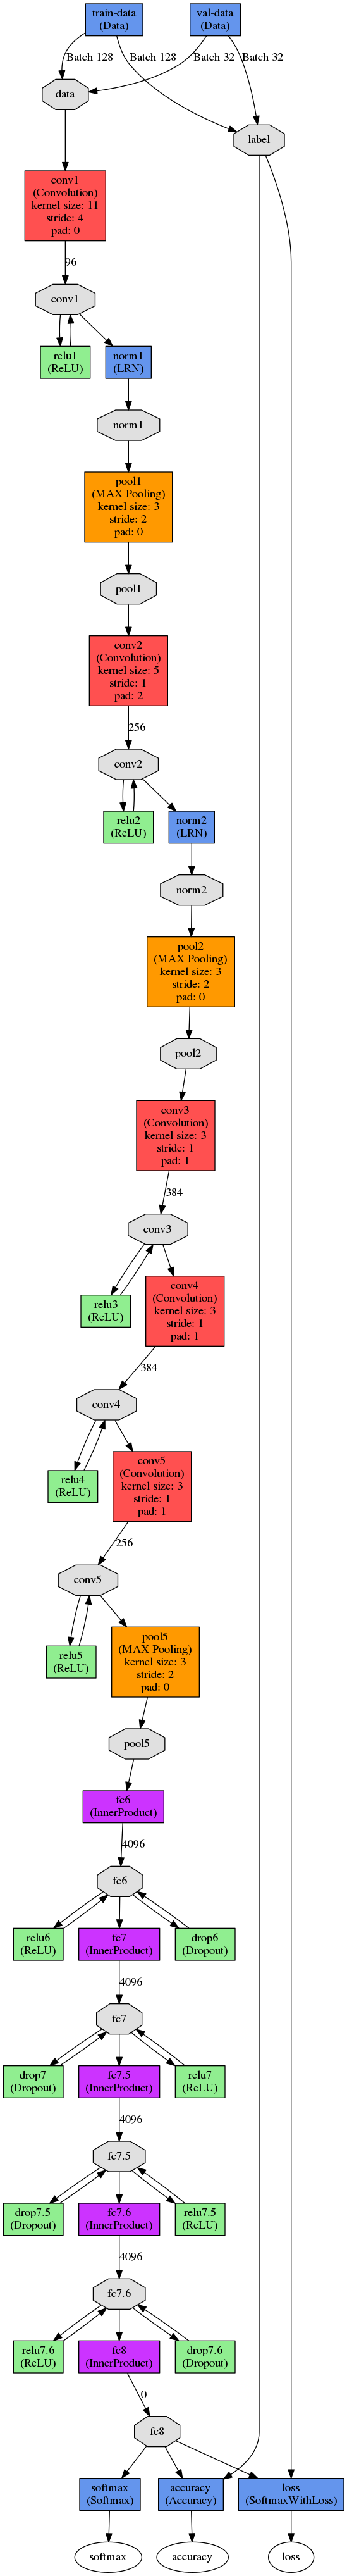 train-data
(Data)
val-data
(Data)
Batch 128
Batch 128
Batch 32
Batch 32
data
label
conv1
(Convolution)
kernel size: 11
stride: 4
pad: 0
96
conv1
relu1
(ReLU)
norm1
(LRN)
norm1
pool1
(MAX Pooling)
kernel size: 3
stride: 2
pad: 0
pool1
conv2
(Convolution)
kernel size: 5
stride: 1
pad: 2
256
conv2
relu2
(ReLU)
norm2
(LRN)
norm2
pool2
(MAX Pooling)
kernel size: 3
stride: 2
pad: 0
pool2
conv3
(Convolution)
kernel size: 3
stride: 1
pad: 1
384
conv3
relu3
(ReLU)
conv4
(Convolution)
kernel size: 3
stride: 1
pad: 1
384
conv4
relu4
(ReLU)
conv5
(Convolution)
kernel size: 3
stride: 1
pad: 1
256
conv5
relu5
(ReLU)
pool5
(MAX Pooling)
kernel size: 3
stride: 2
pad: 0
pool5
fc6
(InnerProduct)
4096
fc6
relu6
(ReLU)
fc7
(InnerProduct)
drop6
(Dropout)
4096
fc7
drop7
(Dropout)
fc7.5
(InnerProduct)
relu7
(ReLU)
4096
fc7.5
drop7.5
(Dropout)
fc7.6
(InnerProduct)
relu7.5
(ReLU)
4096
fc7.6
relu7.6
(ReLU)
fc8
(InnerProduct)
drop7.6
(Dropout)
0
fc8
softmax
(Softmax)
accuracy
(Accuracy)
loss
(SoftmaxWithLoss)
softmax
accuracy
loss